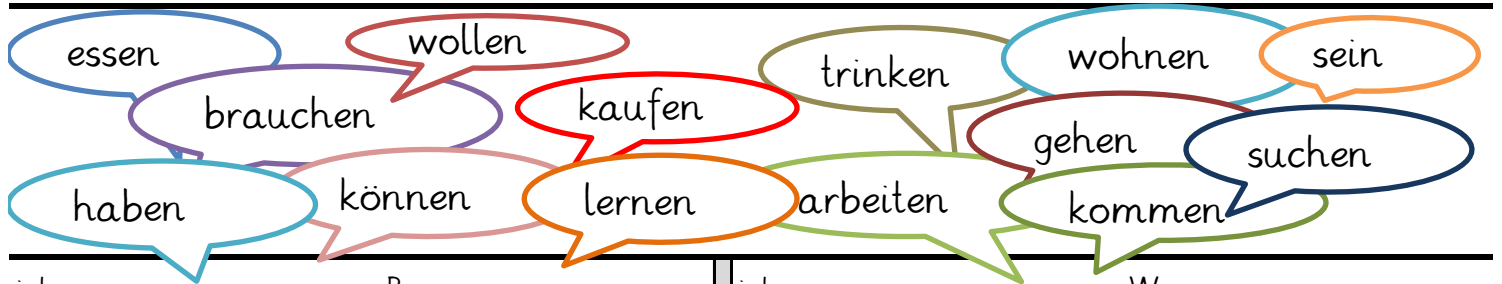 essen
wollen
trinken
wohnen
sein
brauchen
kaufen
gehen
suchen
haben
können
lernen
arbeiten
kommen